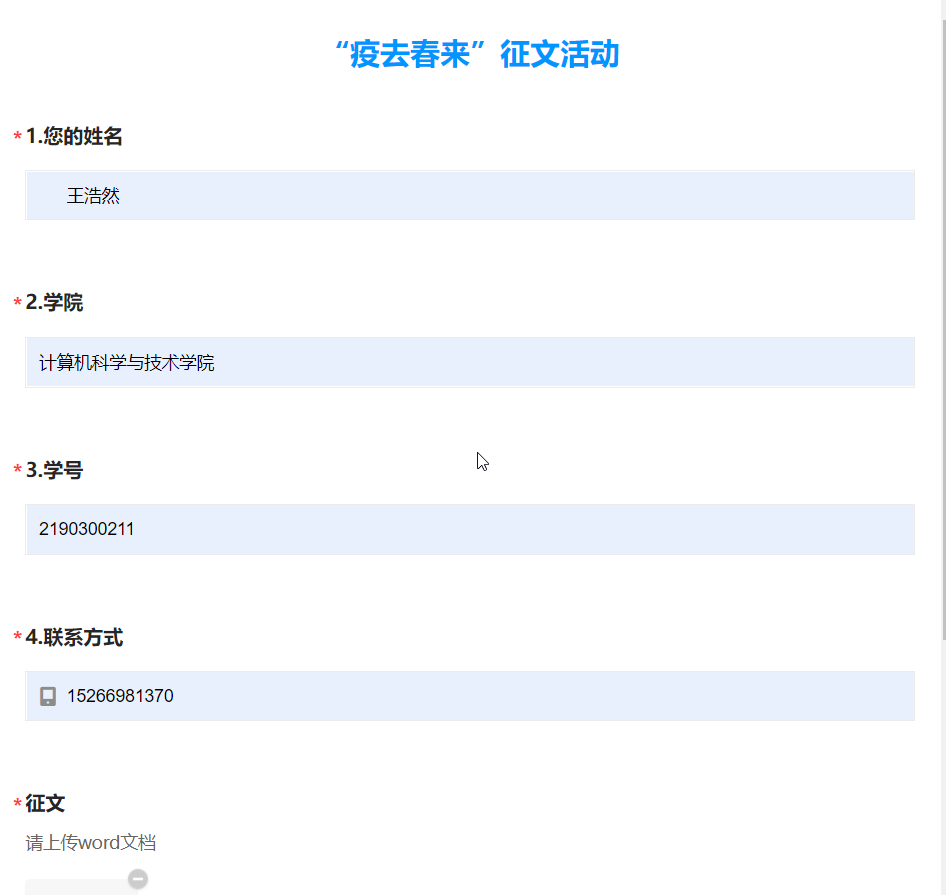 “疫去春来”征文活动
*1.您的姓名
王浩然
*2.学院
计算机科学与技术学院
*3.学号
2190300211
*4.联系方式
15266981370
*征文
请上传word文档